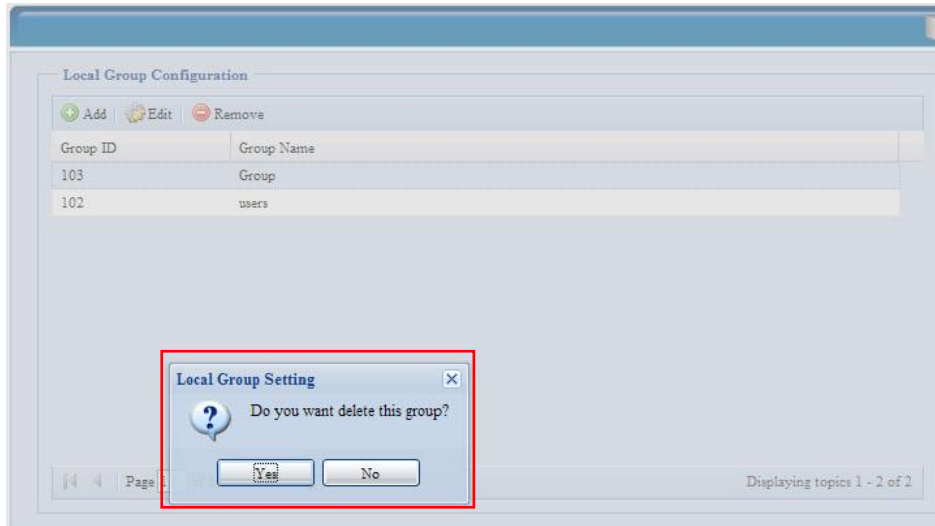 Local Group Configuration
Add Edit Remove
Group ID Group Name
103 Group
102 users
Local Group Setting
Do you want delete this group?
Yes No
Page 1
Displaying topics 1 - 2 of 2